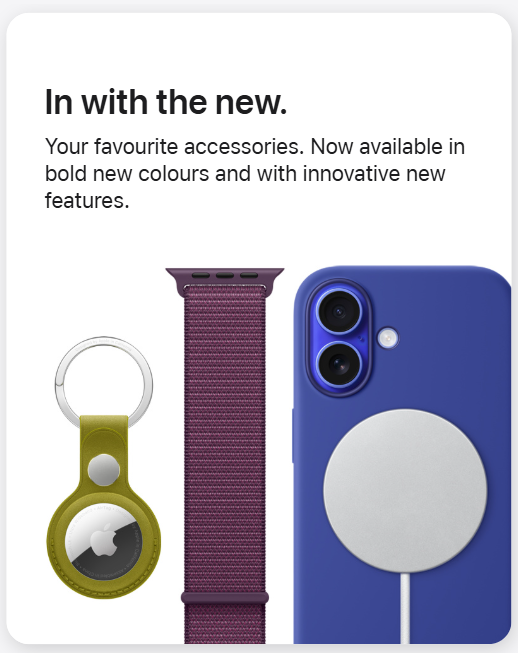 In with the new.
Your favourite accessories. Now available in
bold new colours and with innovative new
features.